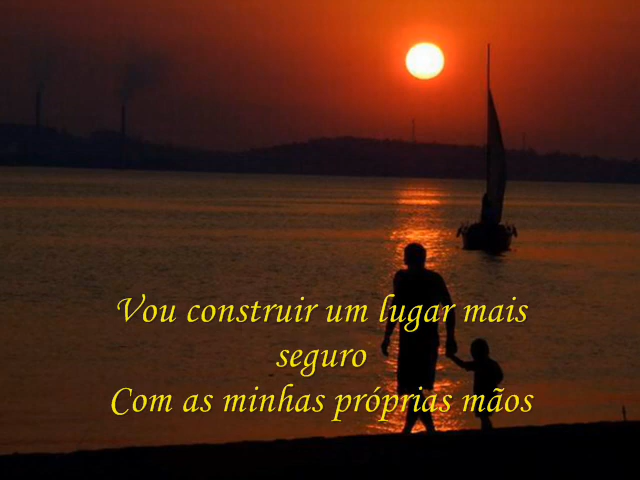 Vou construir um lugar mais
seguro
Com as minhas próprias mãos